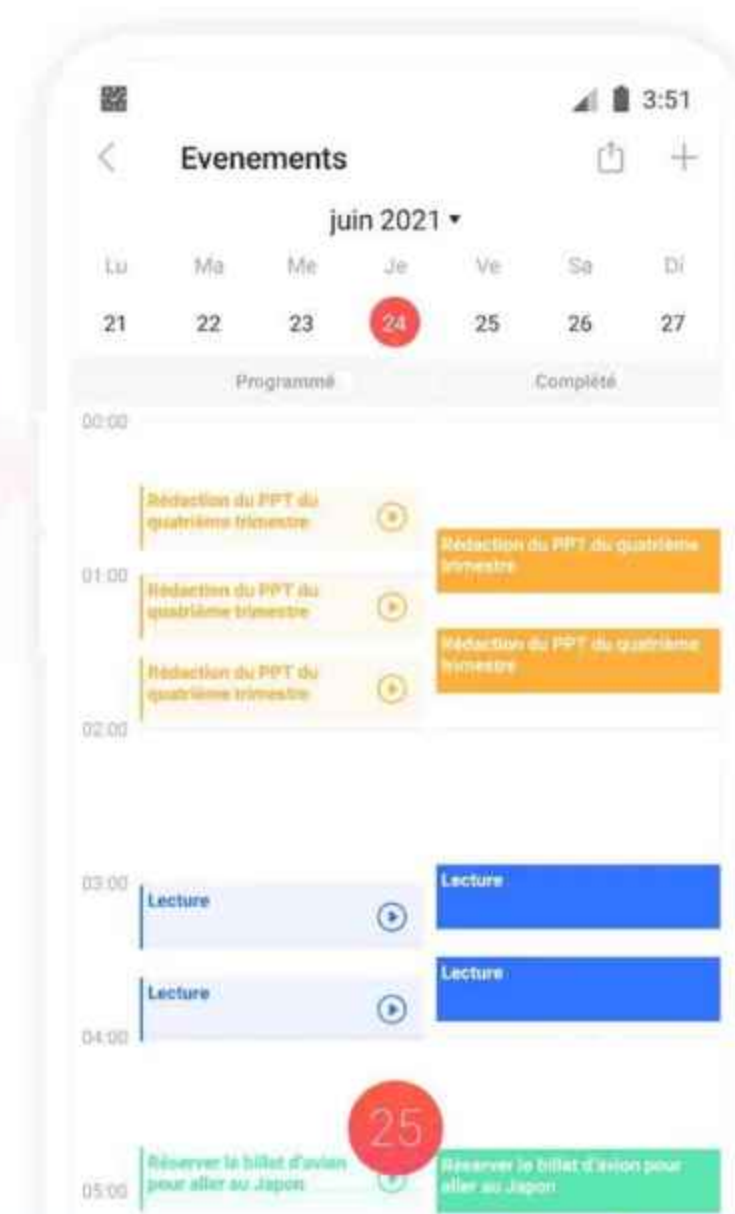 3:51
Evenements
juin 2021
Lu Ma Me Je Ve Sa Di
21 22 23 24 25 26 27
Programmé Complété
00:00
Rédaction du PPT du
quatrième trimestre
Rédaction du PPT du quatrième
trimestre
01:00
Rédaction du PPT du
quatrième trimestre
Rédaction du PPT du quatrième
trimestre
Rédaction du PPT du
quatrième trimestre
02:00
03:00
Lecture
Lecture
Lecture
Lecture
04:00
25
Réserver le billet d'avion
pour aller au Japon
Réserver le billet d'avion pour
aller au Japon
05:00